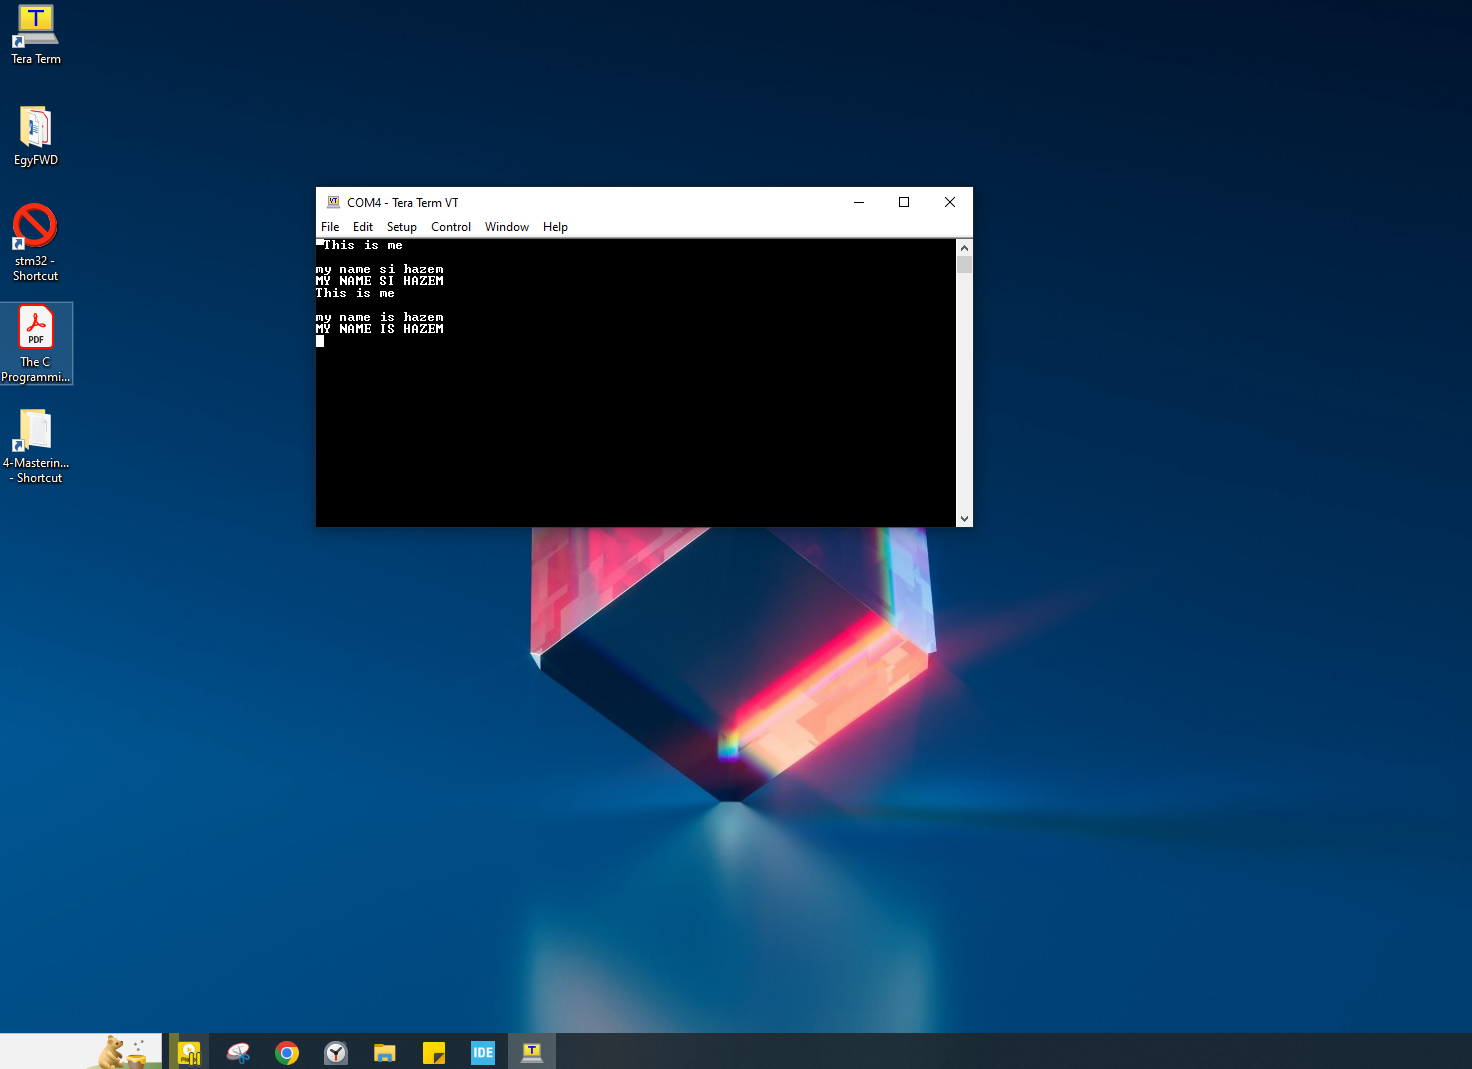 T
Tera Term
EgyFWD
stm32 -
Shortcut
PDF
The C
Programmi...
4-Masterin...
- Shortcut
VT
COM4 - Tera Term VT
File Edit Setup Control Window Help
This is me
my name si hazem
MY NAME SI HAZEM
This is me
my name is hazem
MY NAME IS HAZEM
IDE
T